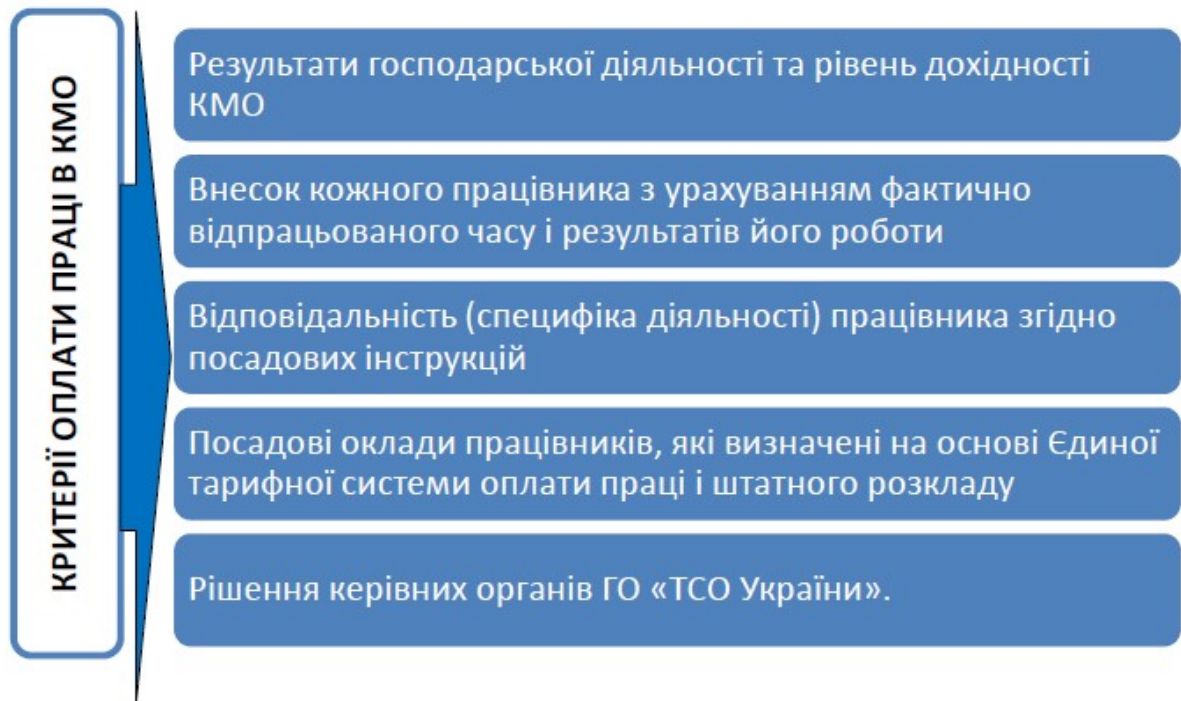 КРИТЕРІЇ ОПЛАТИ ПРАЦІ В КМО
Результати господарської діяльності та рівень дохідності
КМО
Внесок кожного працівника з урахуванням фактично
відпрацьованого часу і результатів його роботи
Відповідальність (специфіка діяльності) працівника згідно
посадових інструкцій
Посадові оклади працівників, які визначені на основі Єдиної
тарифної системи оплати праці і штатного розкладу
Рішення керівних органів ГО «ТСО України».